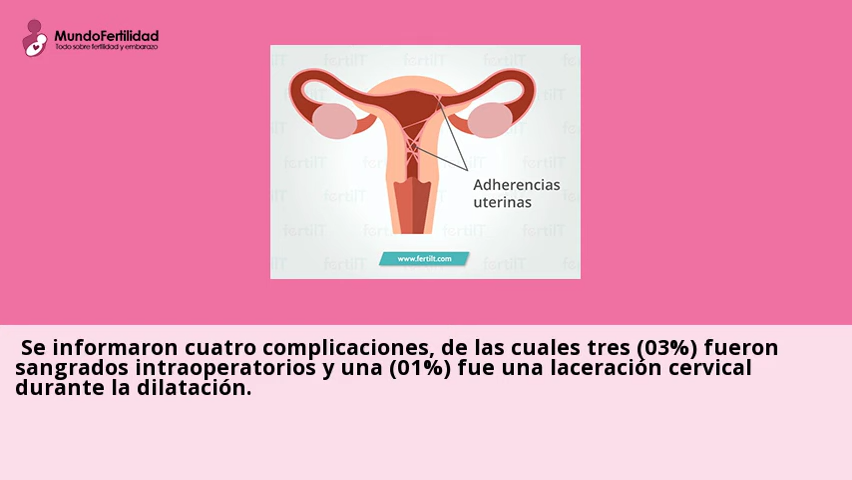 MundoFertilidad
Todo sobre fertilidad y embarazo
Adherencias
uterinas
www.fertilt.com
Se informaron cuatro complicaciones, de las cuales tres (03%) fueron
sangrados intraoperatorios y una (01%) fue una laceración cervical
durante la dilatación.